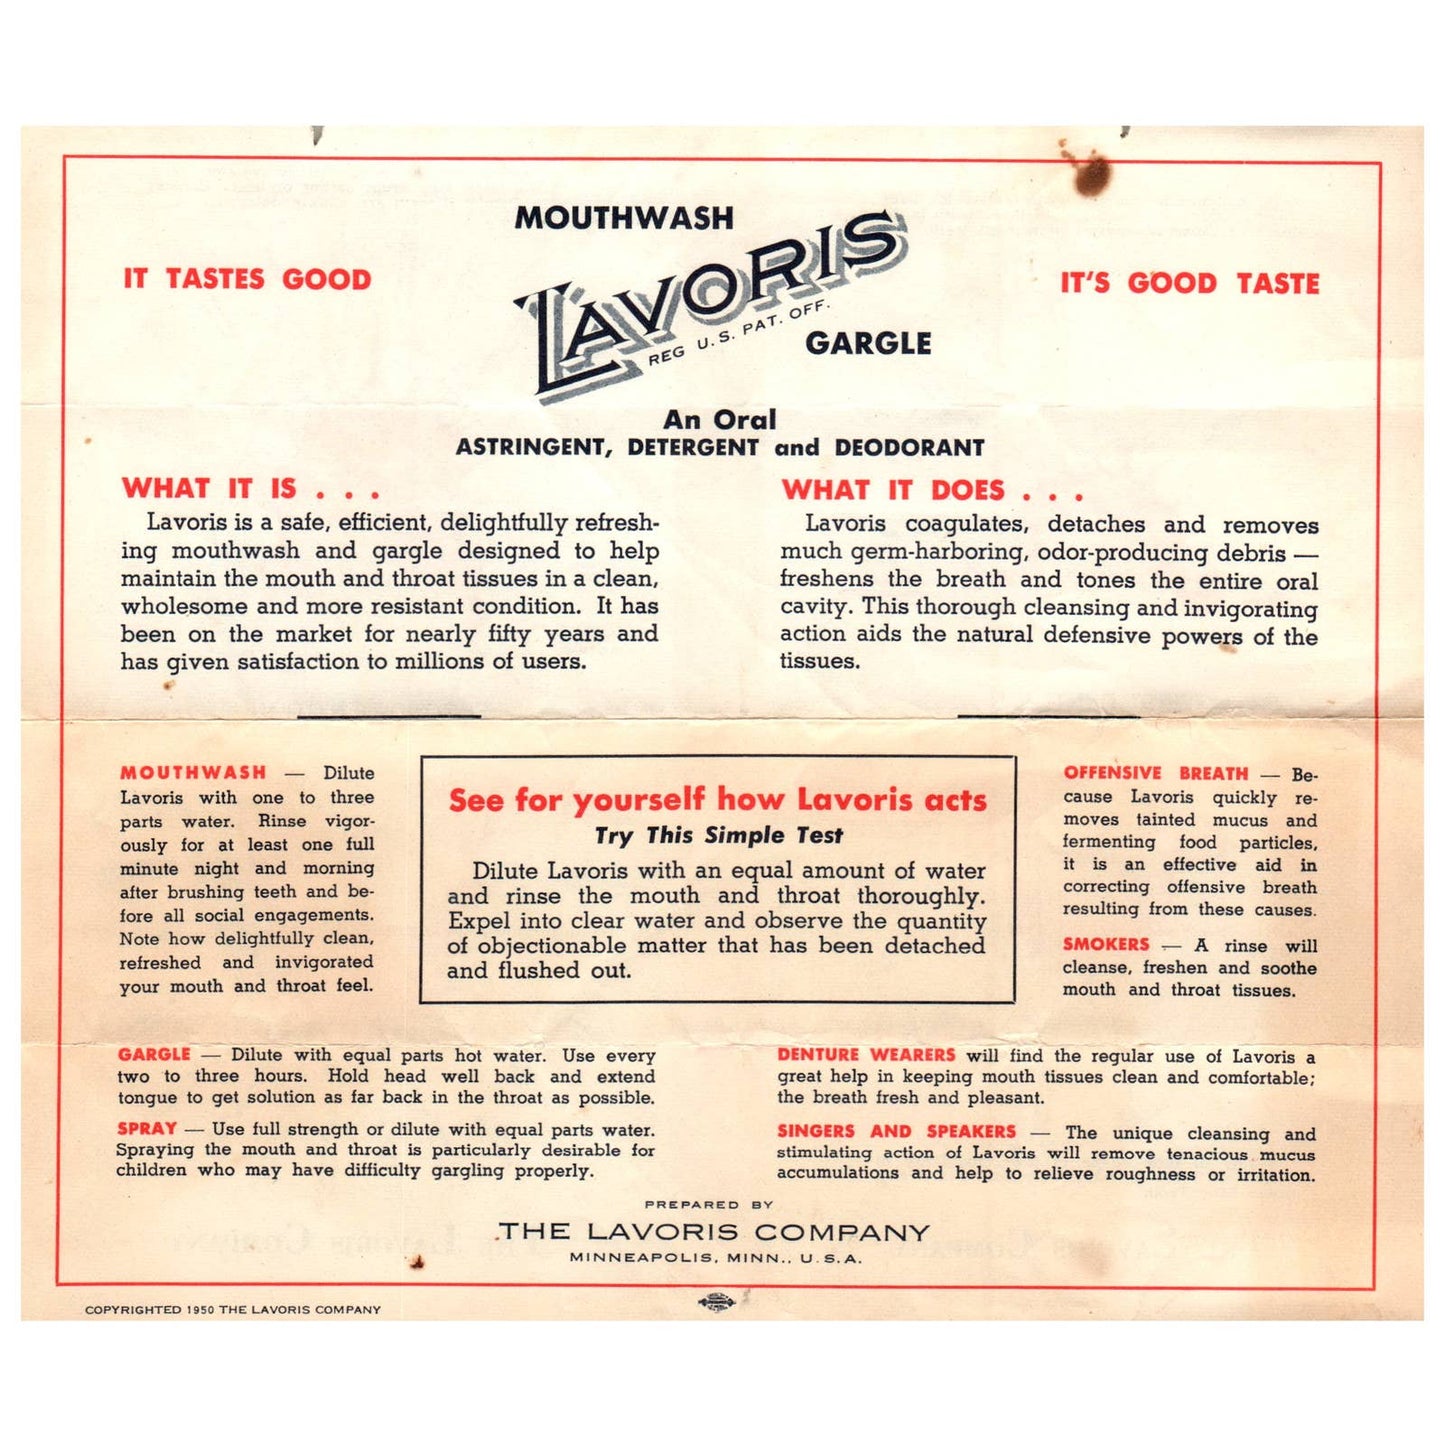 MOUTHWASH
LAVORIS
REG U.S. PAT. OFF.
GARGLE
IT TASTES GOOD
IT'S GOOD TASTE
An Oral
ASTRINGENT, DETERGENT and DEODORANT
WHAT IT IS . . .
Lavoris is a safe, efficient, delightfully refresh-
ing mouthwash and gargle designed to help
maintain the mouth and throat tissues in a clean,
wholesome and more resistant condition. It has
been on the market for nearly fifty years and
has given satisfaction to millions of users.
WHAT IT DOES . . .
Lavoris coagulates, detaches and removes
much germ-harboring, odor-producing debris —
freshens the breath and tones the entire oral
cavity. This thorough cleansing and invigorating
action aids the natural defensive powers of the
tissues.
MOUTHWASH — Dilute
Lavoris with one to three
parts water. Rinse vigor-
ously for at least one full
minute night and morning
after brushing teeth and be-
fore all social engagements.
Note how delightfully clean,
refreshed and invigorated
your mouth and throat feel.
See for yourself how Lavoris acts
Try This Simple Test
Dilute Lavoris with an equal amount of water
and rinse the mouth and throat thoroughly.
Expel into clear water and observe the quantity
of objectionable matter that has been detached
and flushed out.
OFFENSIVE BREATH — Be-
cause Lavoris quickly re-
moves tainted mucus and
fermenting food particles,
it is an effective aid in
correcting offensive breath
resulting from these causes.
SMOKERS — A rinse will
cleanse, freshen and soothe
mouth and throat tissues.
GARGLE — Dilute with equal parts hot water. Use every
two to three hours. Hold head well back and extend
tongue to get solution as far back in the throat as possible.
SPRAY — Use full strength or dilute with equal parts water.
Spraying the mouth and throat is particularly desirable for
children who may have difficulty gargling properly.
DENTURE WEARERS will find the regular use of Lavoris a
great help in keeping mouth tissues clean and comfortable;
the breath fresh and pleasant.
SINGERS AND SPEAKERS — The unique cleansing and
stimulating action of Lavoris will remove tenacious mucus
accumulations and help to relieve roughness or irritation.
PREPARED BY
THE LAVORIS COMPANY
MINNEAPOLIS, MINN., U.S.A.
COPYRIGHTED 1950 THE LAVORIS COMPANY